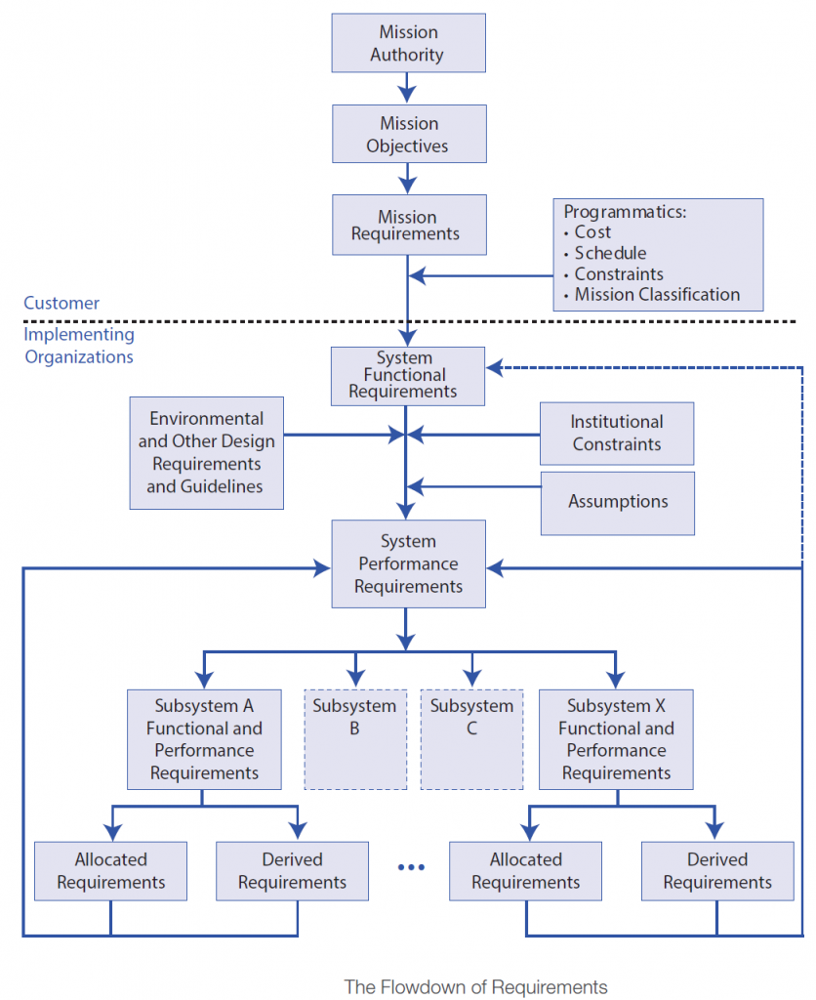 Mission
Authority
Mission
Objectives
Mission
Requirements
Programmatics:
• Cost
• Schedule
• Constraints
• Mission Classification
Customer
Implementing
Organizations
System
Functional
Requirements
Environmental
and Other Design
Requirements
and Guidelines
Institutional
Constraints
Assumptions
System
Performance
Requirements
Subsystem A
Functional and
Performance
Requirements
Subsystem
B
Subsystem
C
Subsystem X
Functional and
Performance
Requirements
Allocated
Requirements
Derived
Requirements
•••
Allocated
Requirements
Derived
Requirements
The Flowdown of Requirements